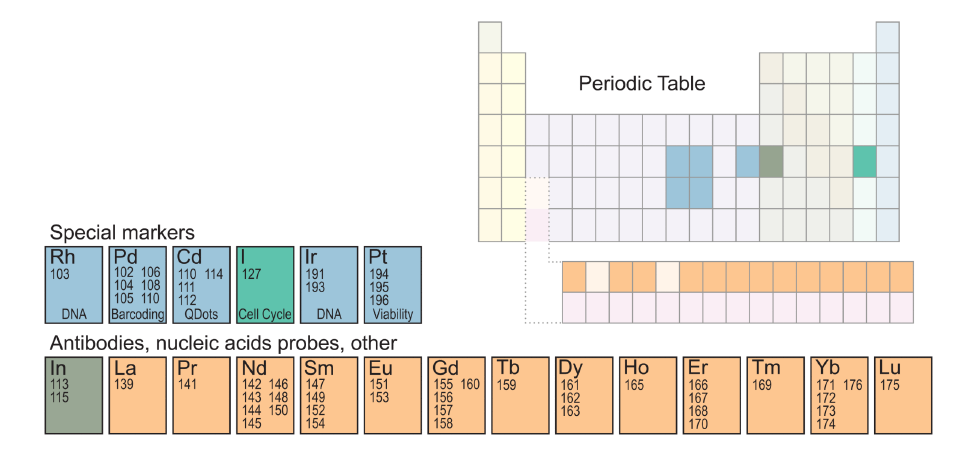 Periodic Table
Special markers
Rh Pd Cd I Ir Pt
103 102 106 110 114 127 191 194
104 108 111 193 195
105 110 112 196
DNA Barcoding QDots Cell Cycle DNA Viability
Antibodies, nucleic acids probes, other
In La Pr Nd Sm Eu Gd Tb Dy Ho Er Tm Yb Lu
113 139 141 142 146 147 151 155 160 159 161 165 166 169 171 176 175
115 143 148 149 153 156 162 167 172
144 150 152 157 163 168 173
145 154 158 170 174